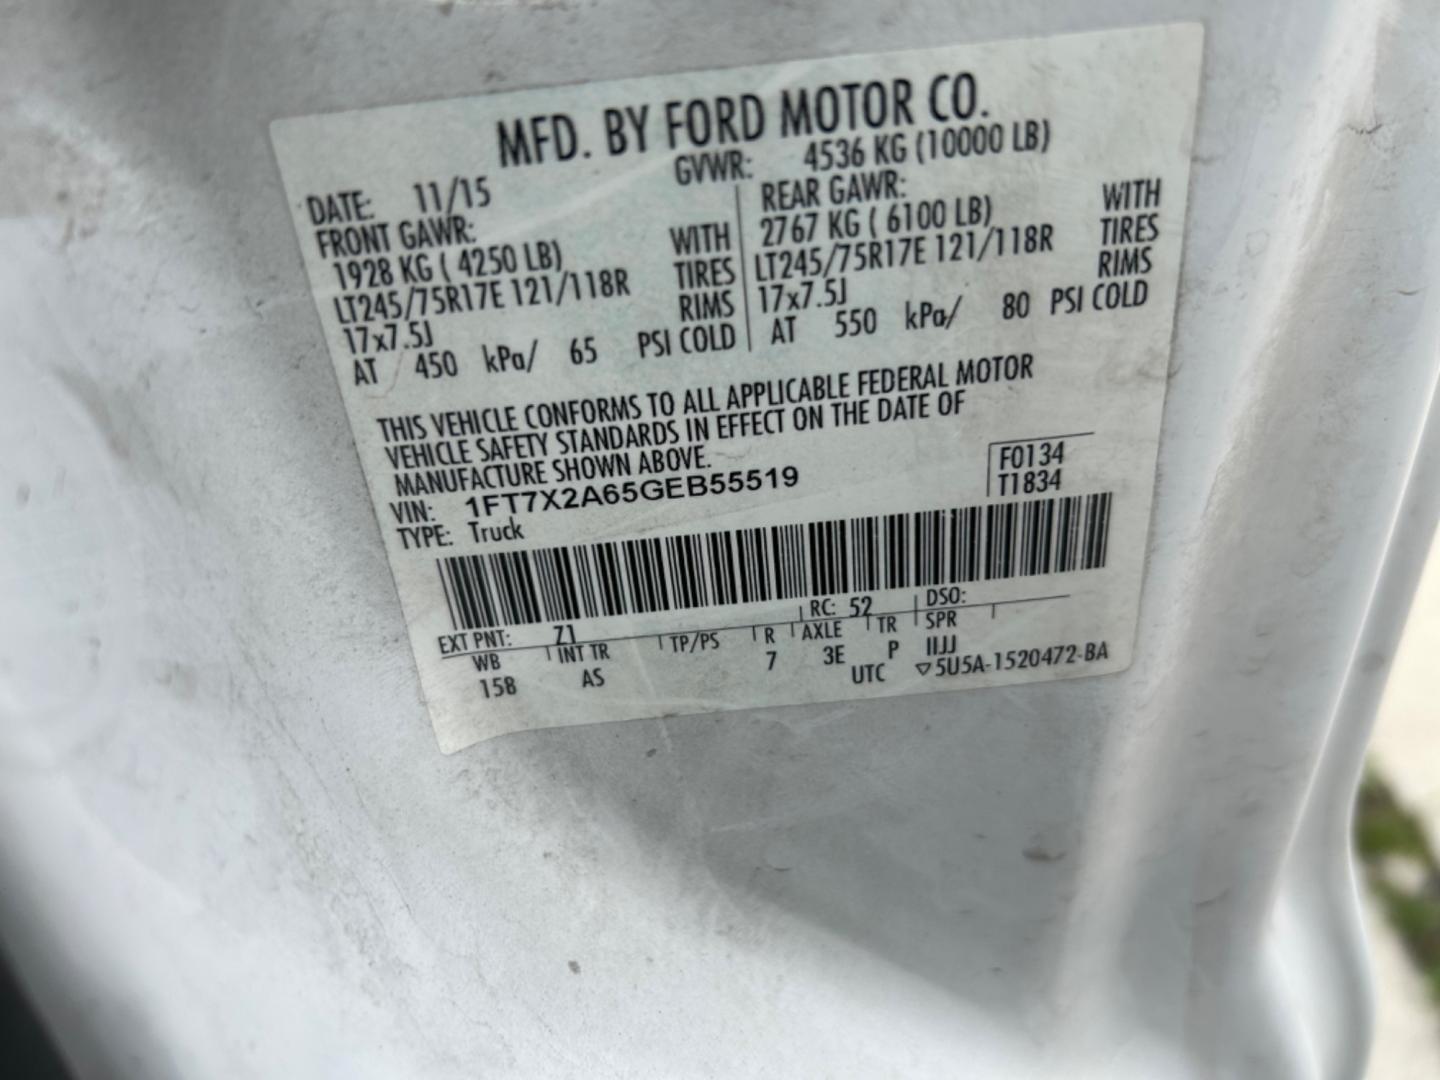 MFD. BY FORD MOTOR CO.
DATE: 11/15 GVWR: 4536 KG (10000 LB)
FRONT GAWR: REAR GAWR:
1928 KG ( 4250 LB) WITH 2767 KG ( 6100 LB) WITH
LT245/75R17E 121/118R TIRES LT245/75R17E 121/118R TIRES
17x7.5J RIMS 17x7.5J RIMS
AT 450 kPa/ 65 PSI COLD AT 550 kPa/ 80 PSI COLD
THIS VEHICLE CONFORMS TO ALL APPLICABLE FEDERAL MOTOR
VEHICLE SAFETY STANDARDS IN EFFECT ON THE DATE OF
MANUFACTURE SHOWN ABOVE.
VIN: 1FT7X2A65GEB55519 F0134
TYPE: Truck T1834
EXT PNT: Z1 RC: 52 DSO:
WB INT TR TP/PS R AXLE TR SPR
158 AS 7 3E P IIJJ
UTC ▽5U5A-1520472-BA